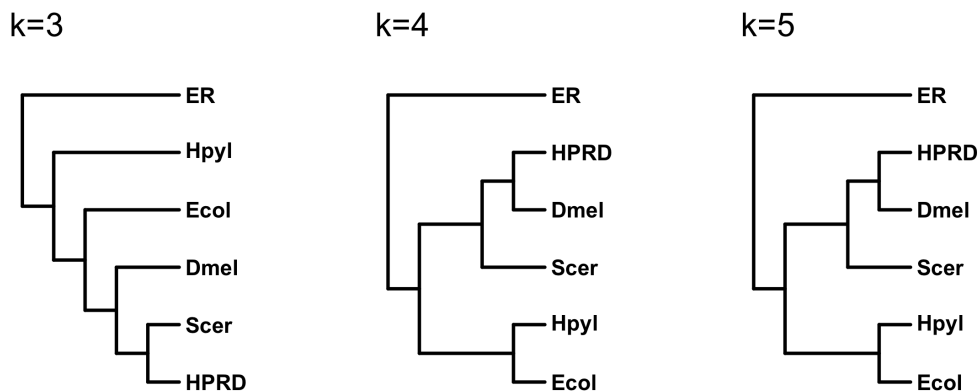 k=3
ER
Hpyl
Ecol
Dmel
Scer
HPRD
k=4
ER
HPRD
Dmel
Scer
Hpyl
Ecol
k=5
ER
HPRD
Dmel
Scer
Hpyl
Ecol